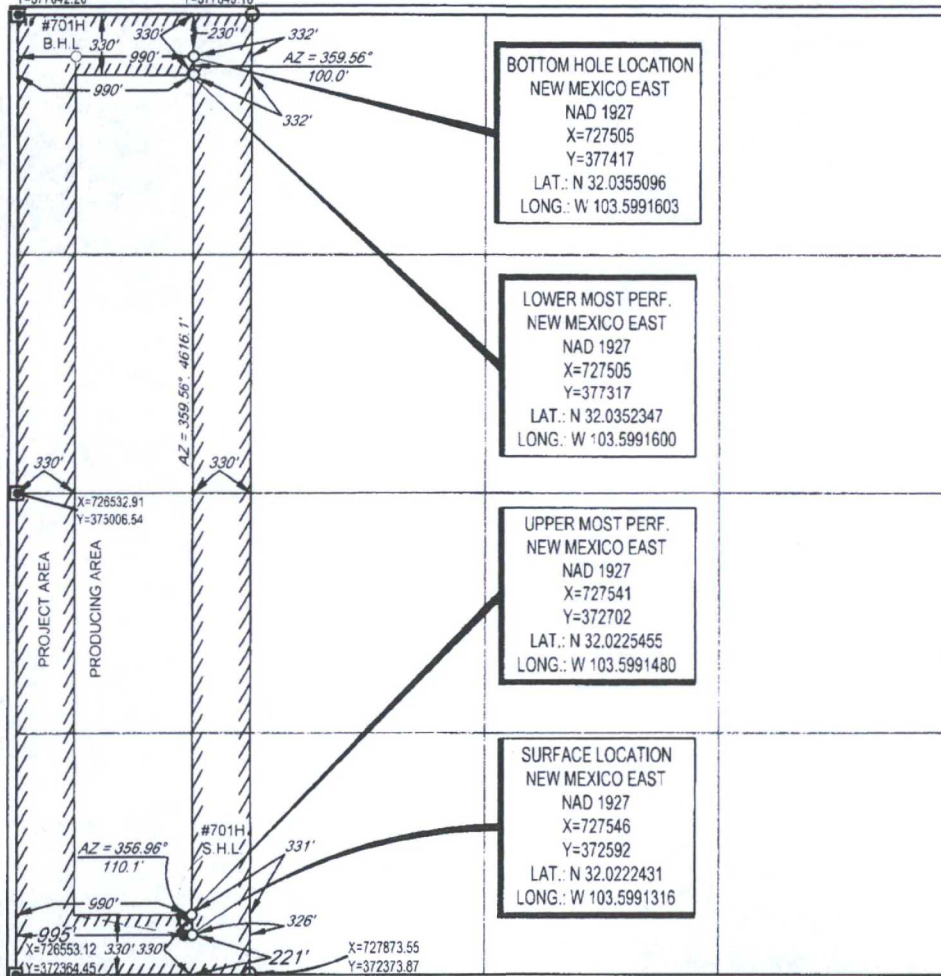 #701H
B.H.L
330'
330'
230'
332'
990'
AZ = 359.56°
100.0'
990'
332'
BOTTOM HOLE LOCATION
NEW MEXICO EAST
NAD 1927
X=727505
Y=377417
LAT.: N 32.0355096
LONG.: W 103.5991603
LOWER MOST PERF.
NEW MEXICO EAST
NAD 1927
X=727505
Y=377317
LAT.: N 32.0352347
LONG.: W 103.5991600
AZ = 359.56°, 4616.1'
330'
330'
X=726532.91
Y=375006.54
PROJECT AREA
PRODUCING AREA
UPPER MOST PERF.
NEW MEXICO EAST
NAD 1927
X=727541
Y=372702
LAT.: N 32.0225455
LONG.: W 103.5991480
SURFACE LOCATION
NEW MEXICO EAST
NAD 1927
X=727546
Y=372592
LAT.: N 32.0222431
LONG.: W 103.5991316
#701H
S.H.L
AZ = 356.96°
110.1'
331'
990'
326'
995'
X=726553.12
Y=372364.45
330'
330'
221'
X=727873.55
Y=372373.87